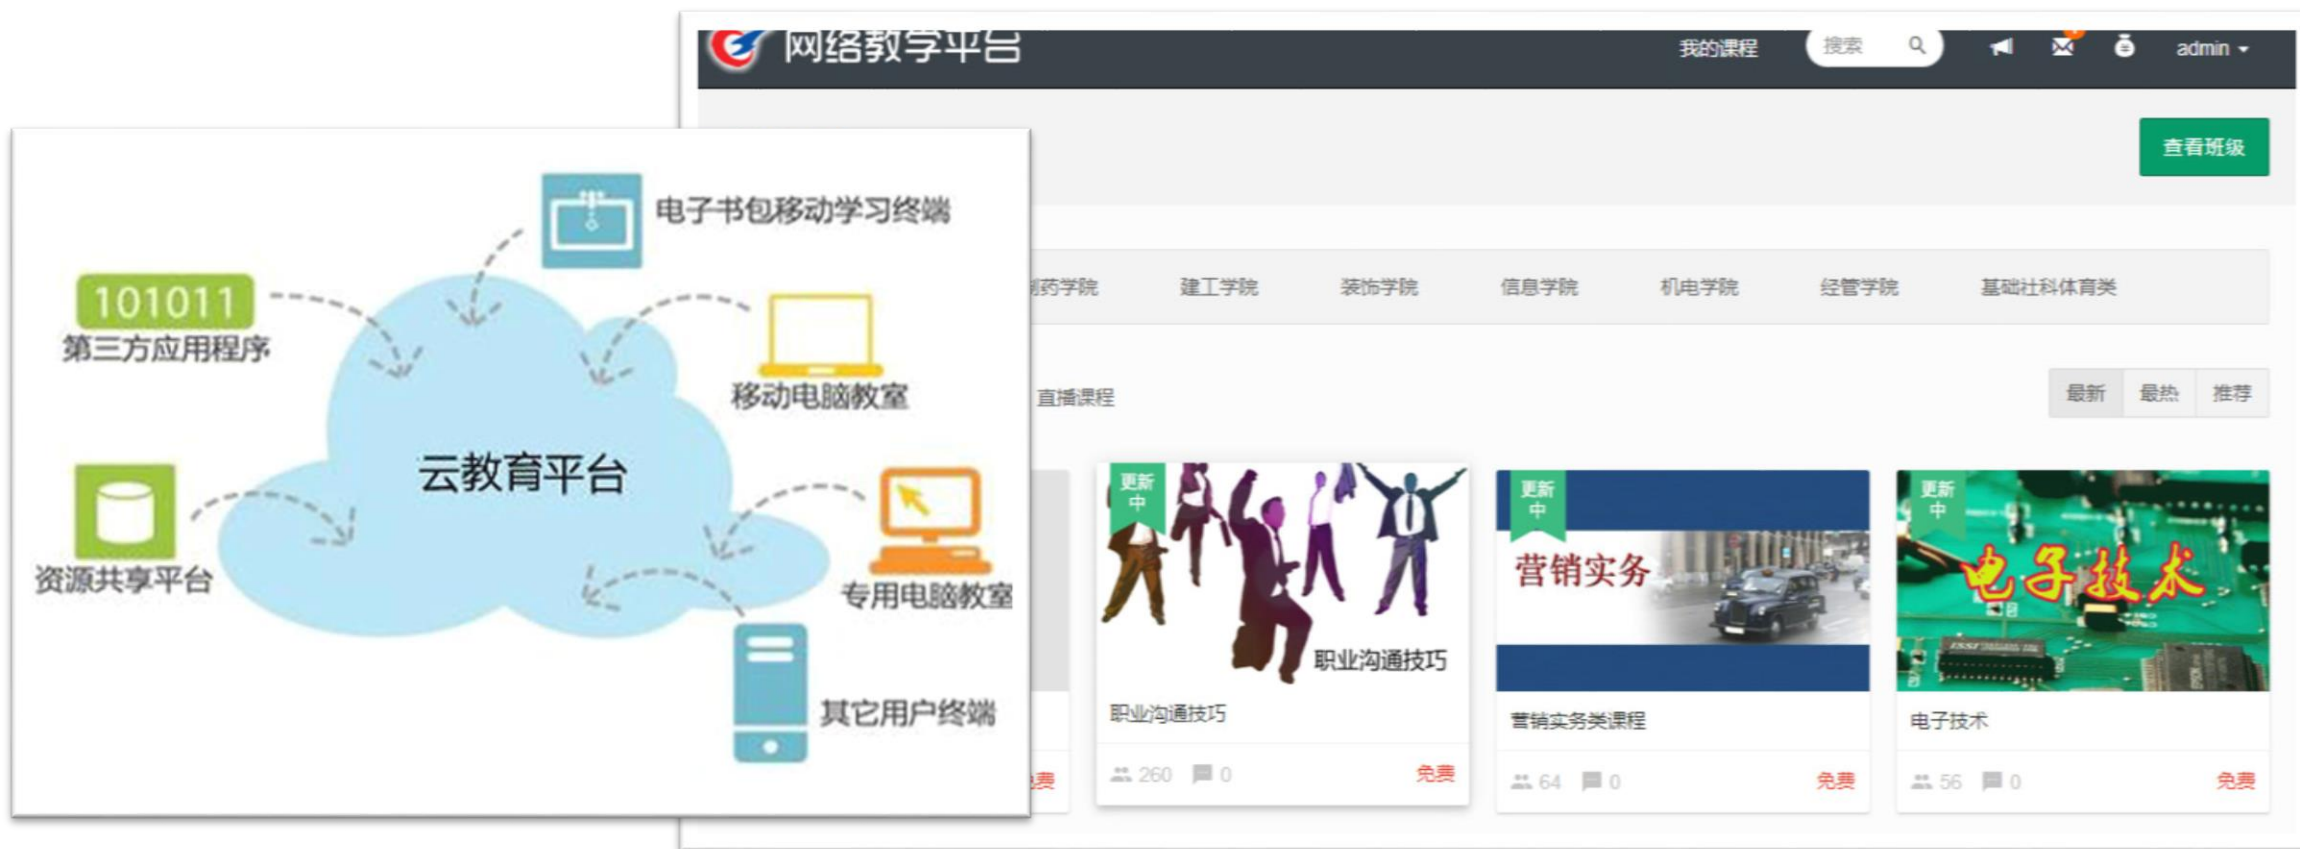 网络教学平台
我的课程
搜索
admin
查看班级
制药学院
建工学院
装饰学院
信息学院
机电学院
经管学院
基础社科体育类
直播课程
最新
最热
推荐
电子书包移动学习终端
101011
第三方应用程序
移动电脑教室
云教育平台
资源共享平台
专用电脑教室
其它用户终端
免费
更新
中
职业沟通技巧
职业沟通技巧
260
0
免费
更新
中
营销实务
营销实务类课程
64
0
免费
更新
中
电子技术
电子技术
56
0
免费